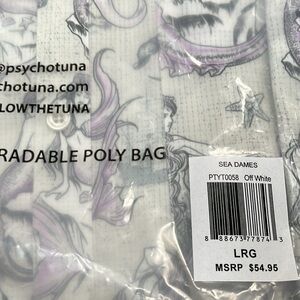 @psychotuna
chotuna.com
LOWTHETUNA
RADABLE POLY BAG
SEA DAMES
PTYT0058 Off White
8 88673 77874 3
LRG
MSRP $54.95